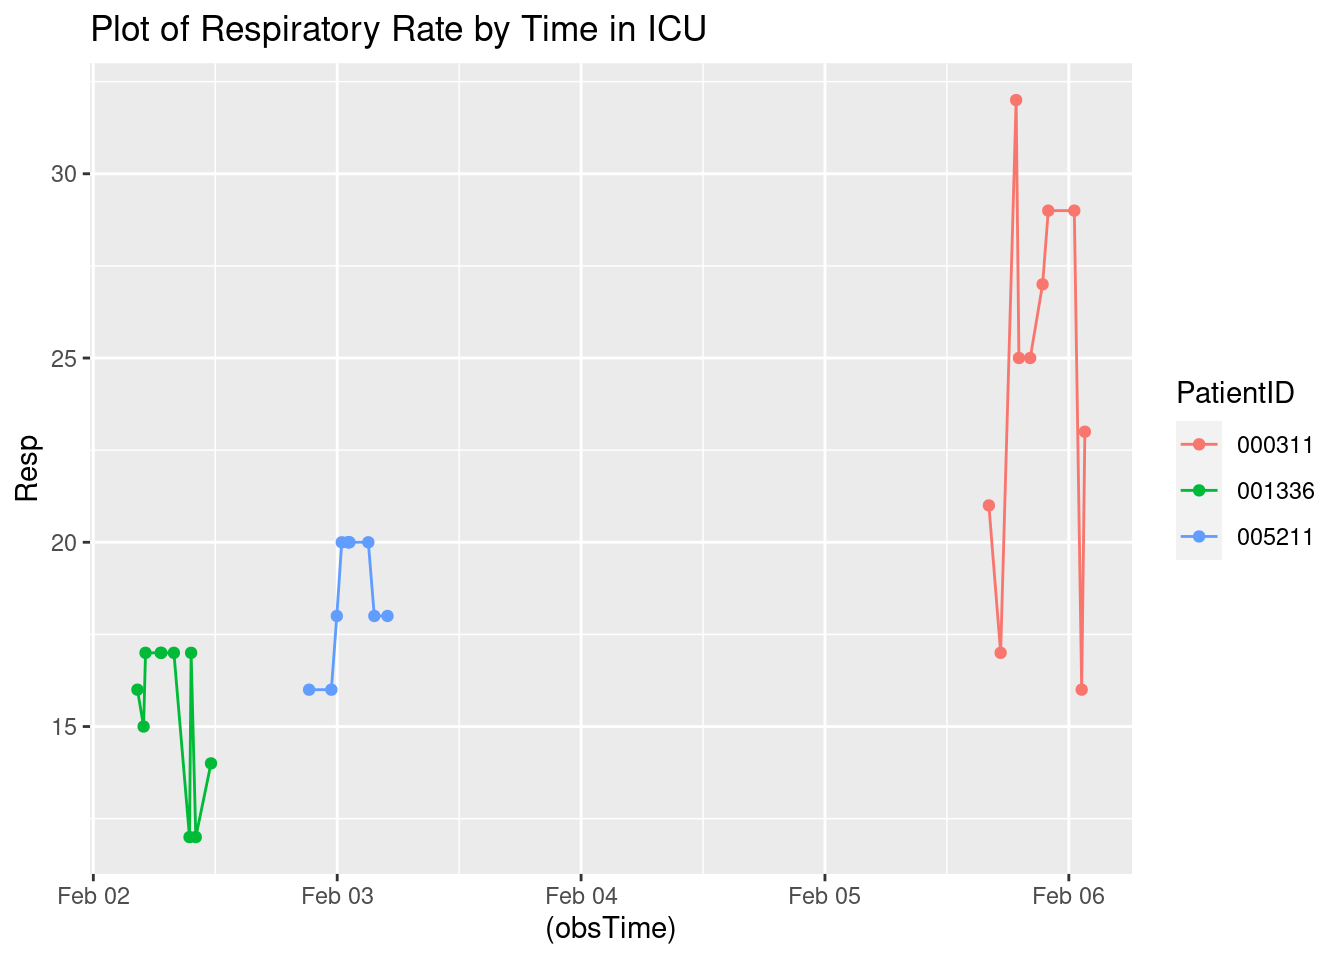 Plot of Respiratory Rate by Time in ICU
30
25
20
15
Resp
Feb 02 Feb 03 Feb 04 Feb 05 Feb 06
(obsTime)
PatientID
000311
001336
005211